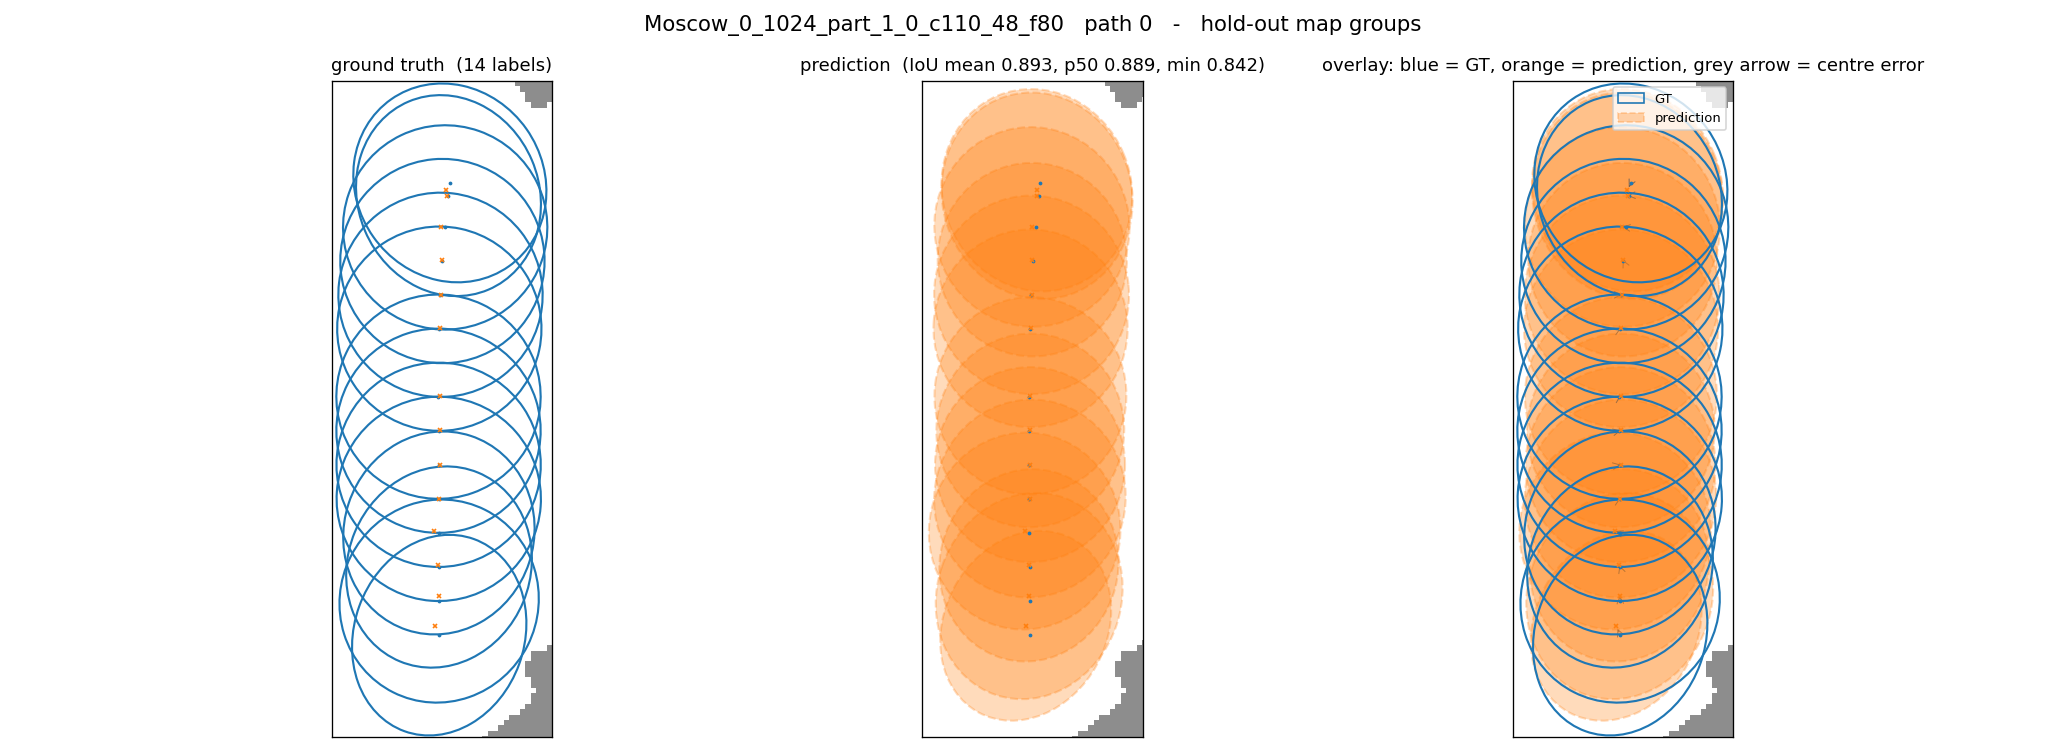 Moscow_0_1024_part_1_0_c110_48_f80   path 0   -   hold-out map groups
ground truth  (14 labels)
prediction  (IoU mean 0.893, p50 0.889, min 0.842)
overlay: blue = GT, orange = prediction, grey arrow = centre error
GT
prediction